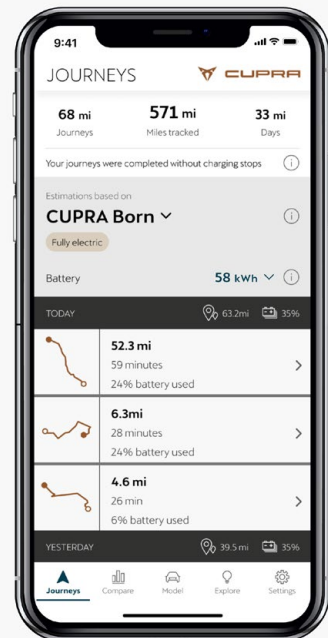 9:41
JOURNEYS CUPRA
68 mi 571 mi 33 mi
Journeys Miles tracked Days
Your journeys were completed without charging stops
Estimations based on
CUPRA Born
Fully electric
Battery 58 kWh
TODAY 63.2mi 35%
52.3 mi
59 minutes
24% battery used
6.3mi
28 minutes
24% battery used
4.6 mi
26 min
6% battery used
YESTERDAY 39.5 mi 35%
Journeys Compare Model Explore Settings